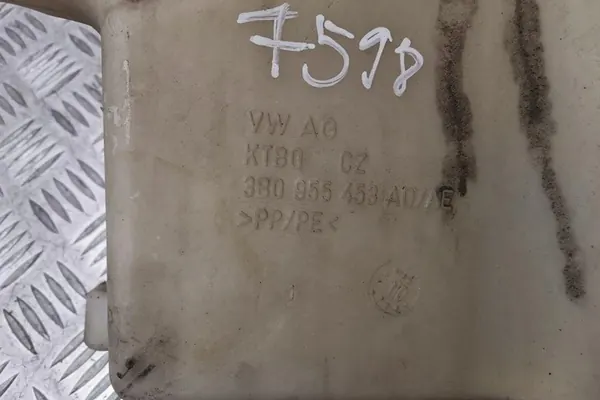 7598
VW AG
KTBG CZ
3B0 955 453 AD/AE
>PP/PE<